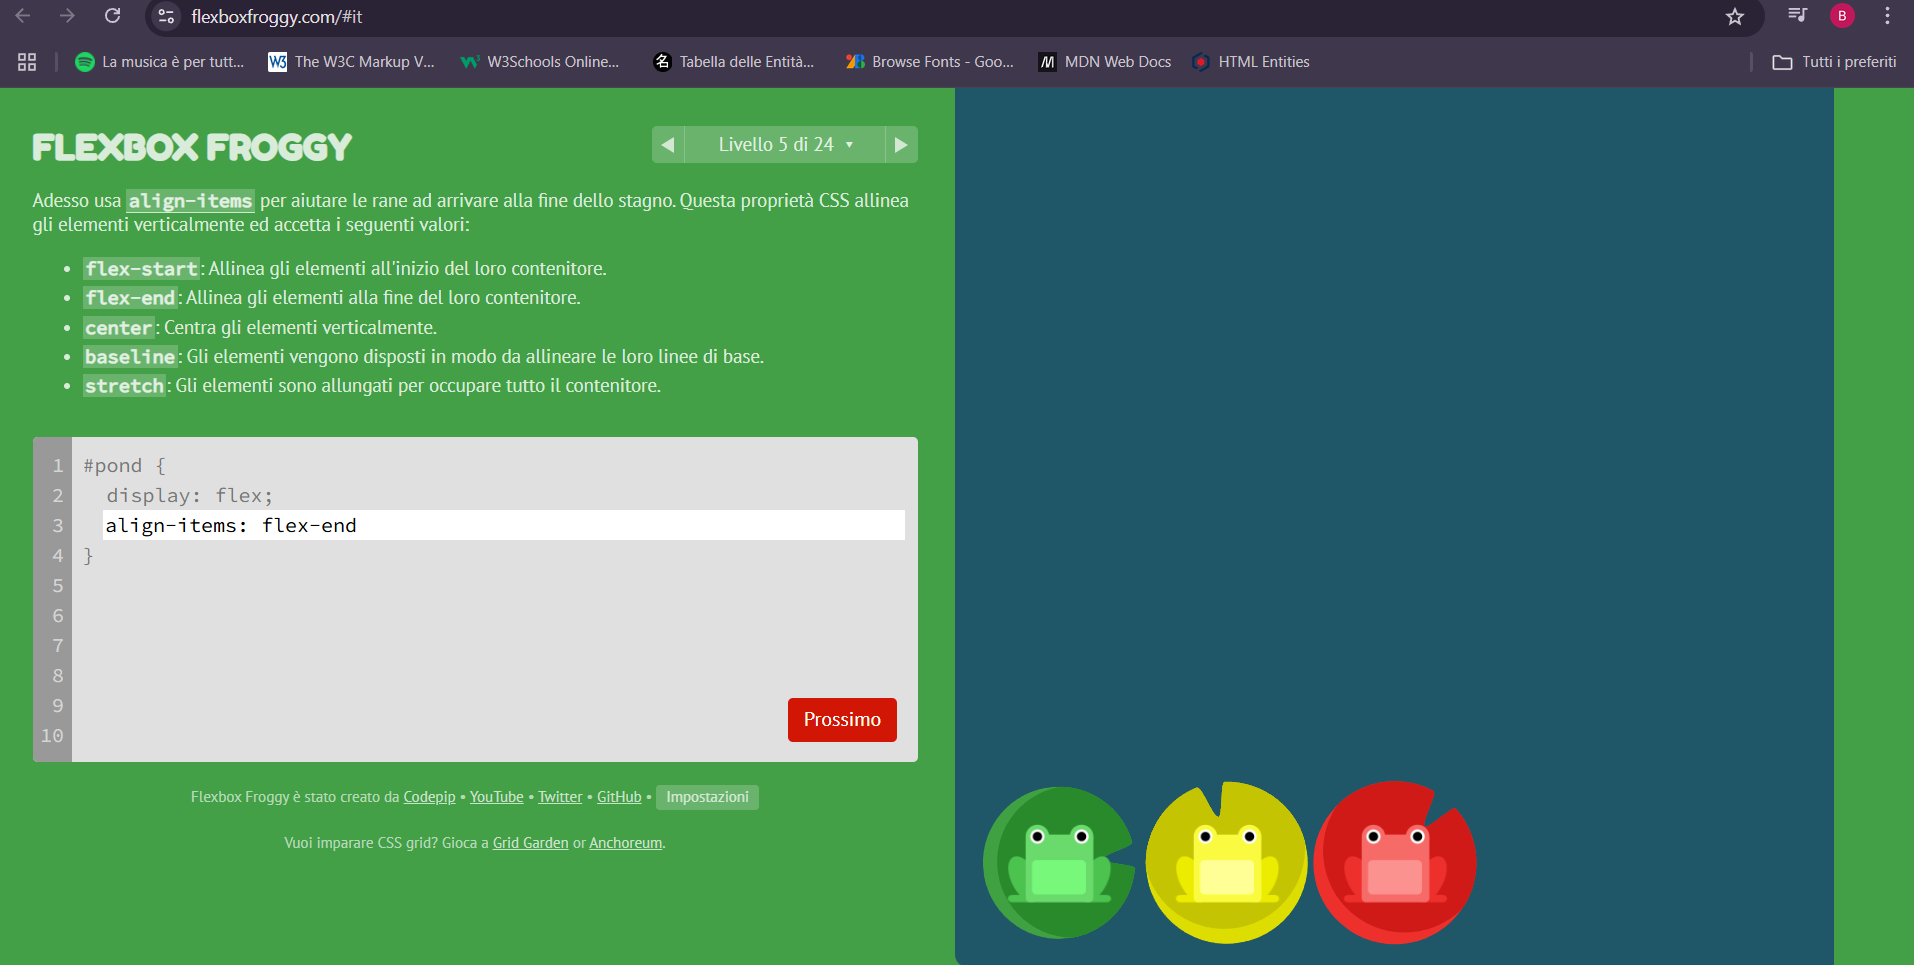 flexboxfroggy.com/#it
B
La musica è per tutt...
The W3C Markup V...
W3Schools Online...
Tabella delle Entità...
Browse Fonts - Goo...
MDN Web Docs
HTML Entities
Tutti i preferiti
FLEXBOX FROGGY
◀ Livello 5 di 24 ▼ ▶
Adesso usa align-items per aiutare le rane ad arrivare alla fine dello stagno. Questa proprietà CSS allinea
gli elementi verticalmente ed accetta i seguenti valori:
• flex-start: Allinea gli elementi all'inizio del loro contenitore.
• flex-end: Allinea gli elementi alla fine del loro contenitore.
• center: Centra gli elementi verticalmente.
• baseline: Gli elementi vengono disposti in modo da allineare le loro linee di base.
• stretch: Gli elementi sono allungati per occupare tutto il contenitore.
1 #pond {
2 display: flex;
3 align-items: flex-end
4 }
5
6
7
8
9
10
Prossimo
Flexbox Froggy è stato creato da Codepip • YouTube • Twitter • GitHub • Impostazioni
Vuoi imparare CSS grid? Gioca a Grid Garden or Anchoreum.